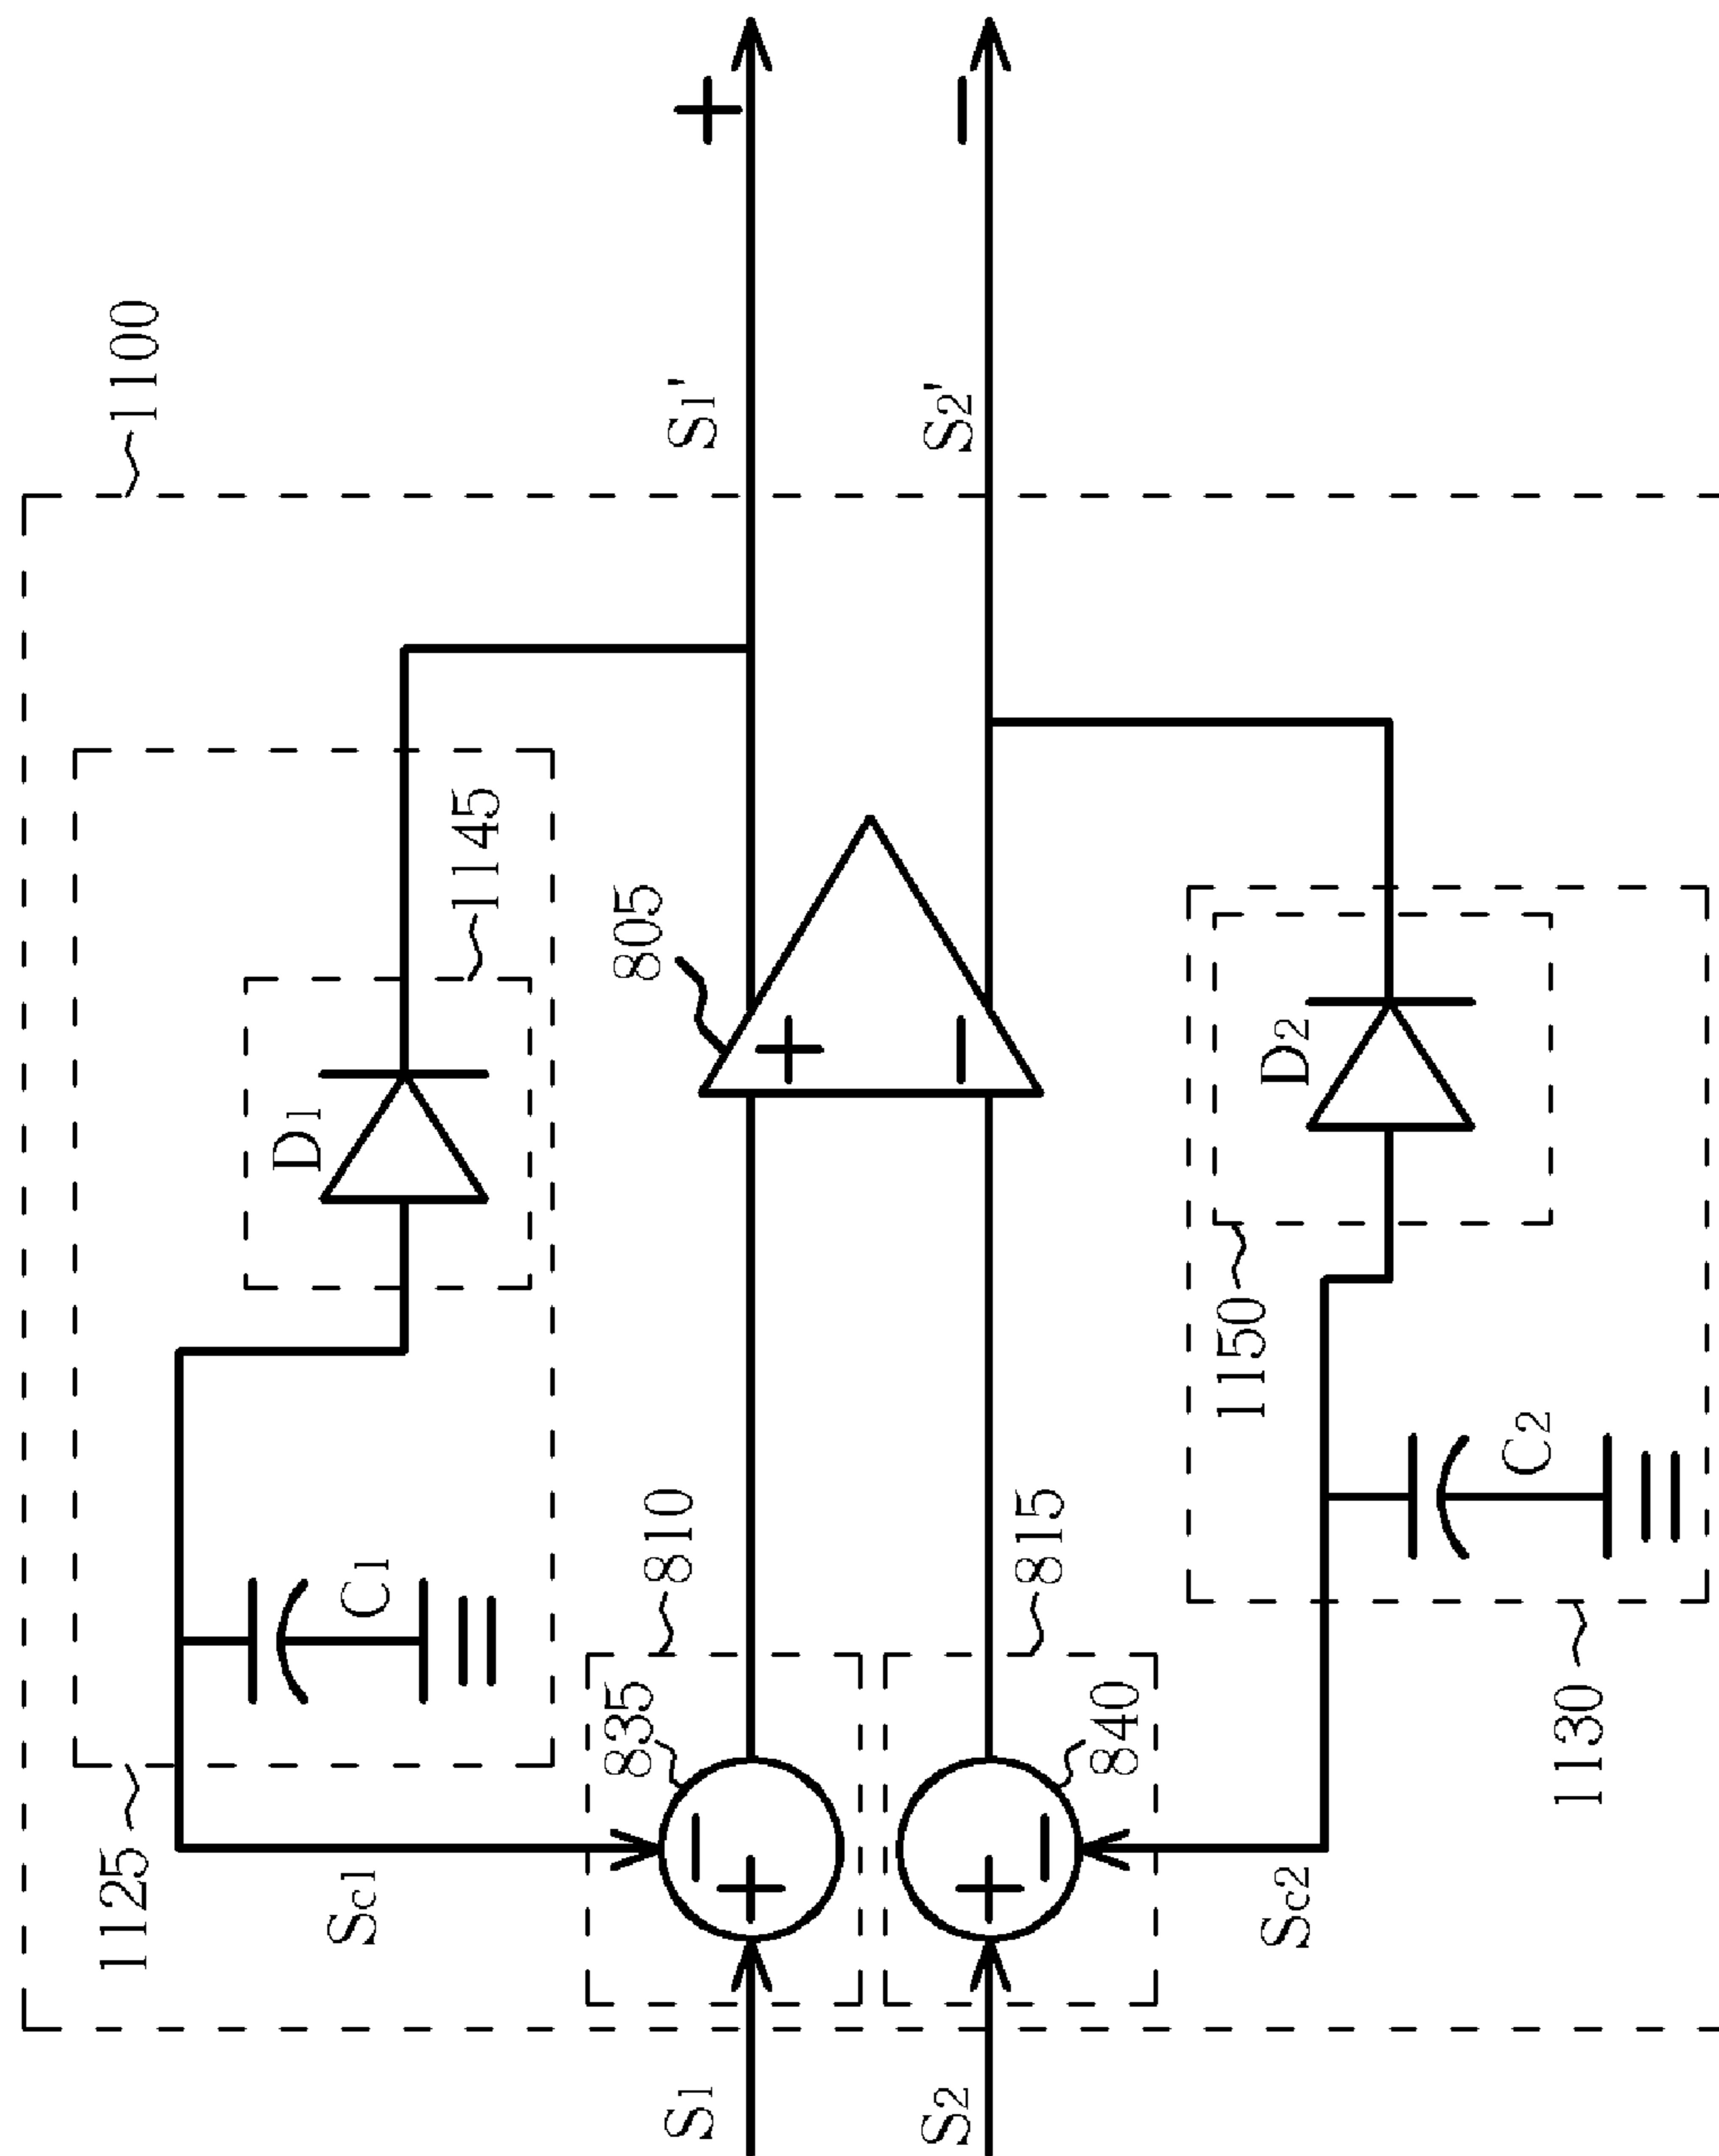 1100
1125
C1
D1
1145
Sc1
810
835
805
S1
+
−
+
+
S1'
S2
+
−
−
−
S2'
815
840
Sc2
1150
D2
C2
1130